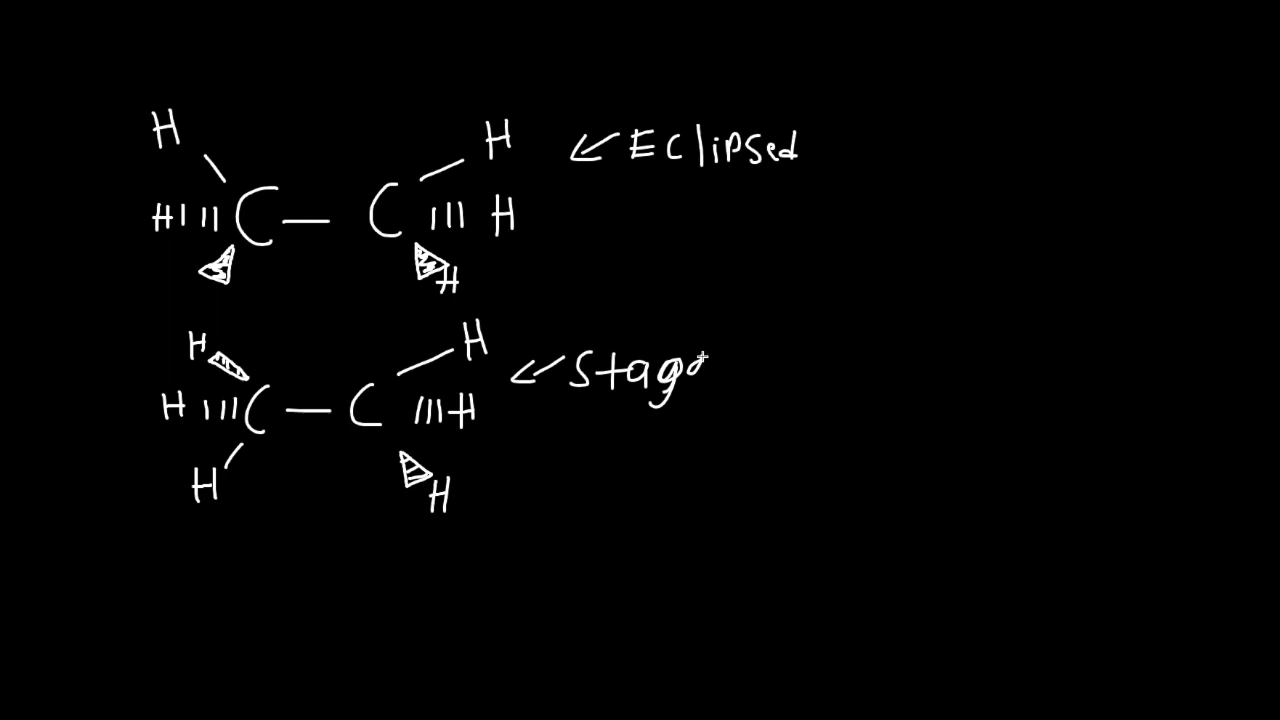 H H ← Eclipsed
H C — C H
H
H H ← Stag
H C — C H
H H